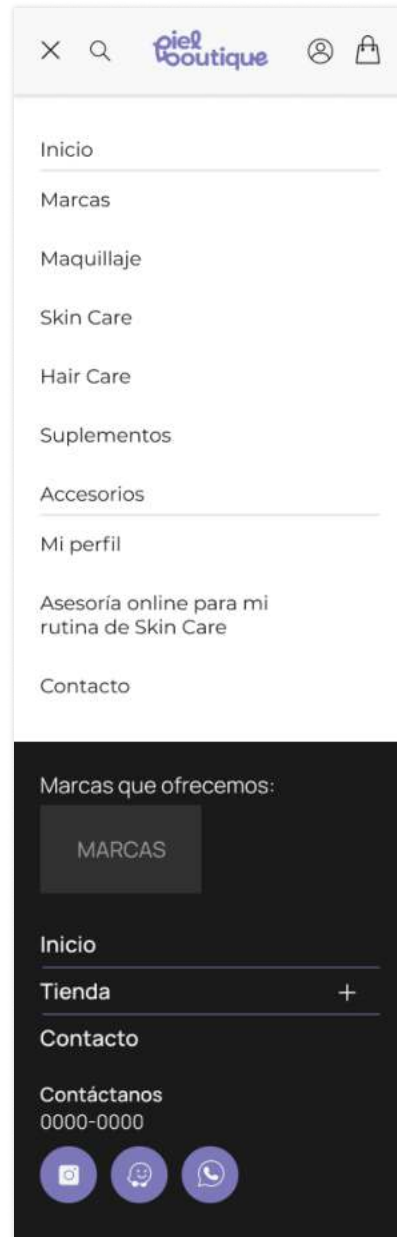 piel
boutique
Inicio
Marcas
Maquillaje
Skin Care
Hair Care
Suplementos
Accesorios
Mi perfil
Asesoría online para mi
rutina de Skin Care
Contacto
Marcas que ofrecemos:
MARCAS
Inicio
Tienda +
Contacto
Contáctanos
0000-0000